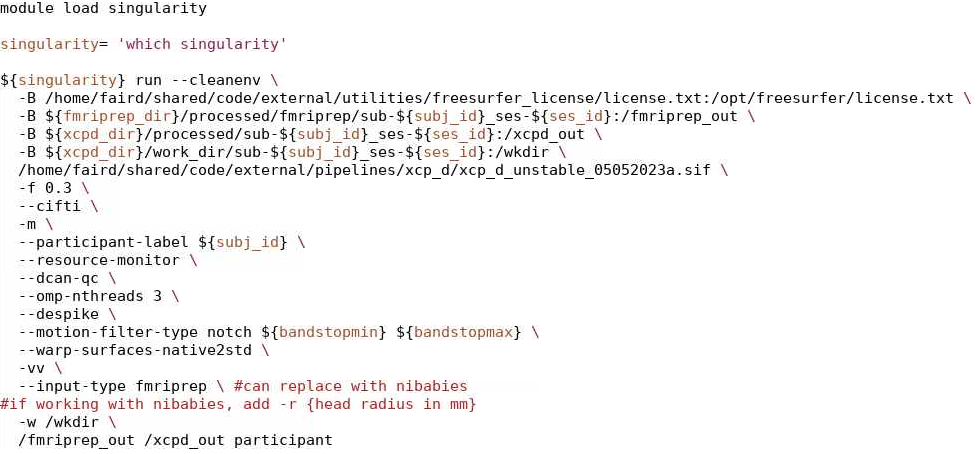 module load singularity
singularity= 'which singularity'
${singularity} run --cleanenv \
-B /home/faird/shared/code/external/utilities/freesurfer_license/license.txt:/opt/freesurfer/license.txt \
-B ${fmriprep_dir}/processed/fmriprep/sub-${subj_id}_ses-${ses_id}:/fmriprep_out \
-B ${xcpd_dir}/processed/sub-${subj_id}_ses-${ses_id}:/xcpd_out \
-B ${xcpd_dir}/work_dir/sub-${subj_id}_ses-${ses_id}:/wkdir \
/home/faird/shared/code/external/pipelines/xcp_d/xcp_d_unstable_05052023a.sif \
-f 0.3 \
--cifti \
-m \
--participant-label ${subj_id} \
--resource-monitor \
--dcan-qc \
--omp-nthreads 3 \
--despike \
--motion-filter-type notch ${bandstopmin} ${bandstopmax} \
--warp-surfaces-native2std \
-vv \
--input-type fmriprep \ #can replace with nibabies
#if working with nibabies, add -r {head radius in mm}
-w /wkdir \
/fmriprep_out /xcpd_out participant